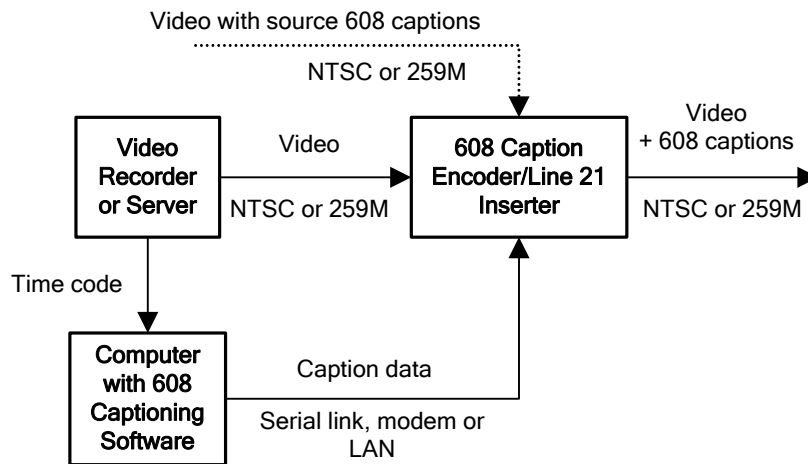 Video with source 608 captions
NTSC or 259M
Video
Recorder
or Server
Video
NTSC or 259M
608 Caption
Encoder/Line 21
Inserter
Video
+ 608 captions
NTSC or 259M
Time code
Computer
with 608
Captioning
Software
Caption data
Serial link, modem or
LAN